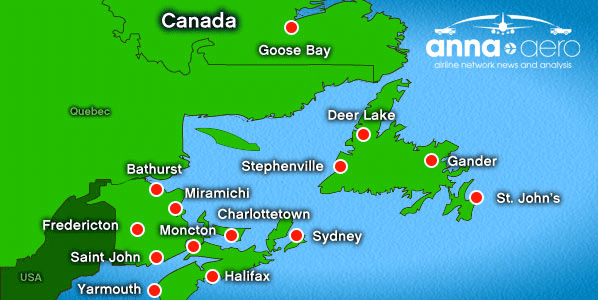 Canada
anna.aero
airline network news and analysis
Goose Bay
Quebec
Deer Lake
Stephenville
Gander
Bathurst
Miramichi
St. John's
Charlottetown
Fredericton
Moncton
Sydney
Saint John
USA
Halifax
Yarmouth